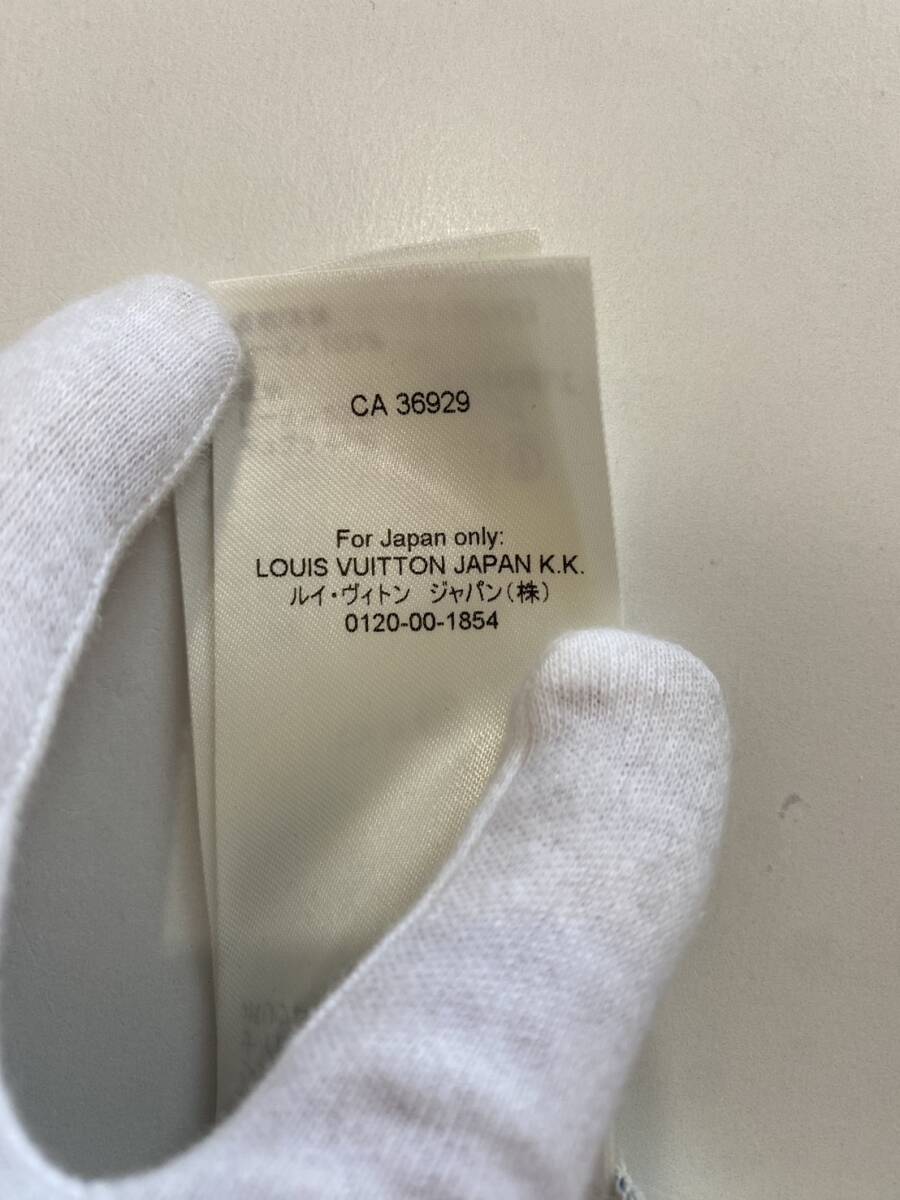 CA 36929
For Japan only:
LOUIS VUITTON JAPAN K.K.
ルイ・ヴィトン ジャパン(株)
0120-00-1854